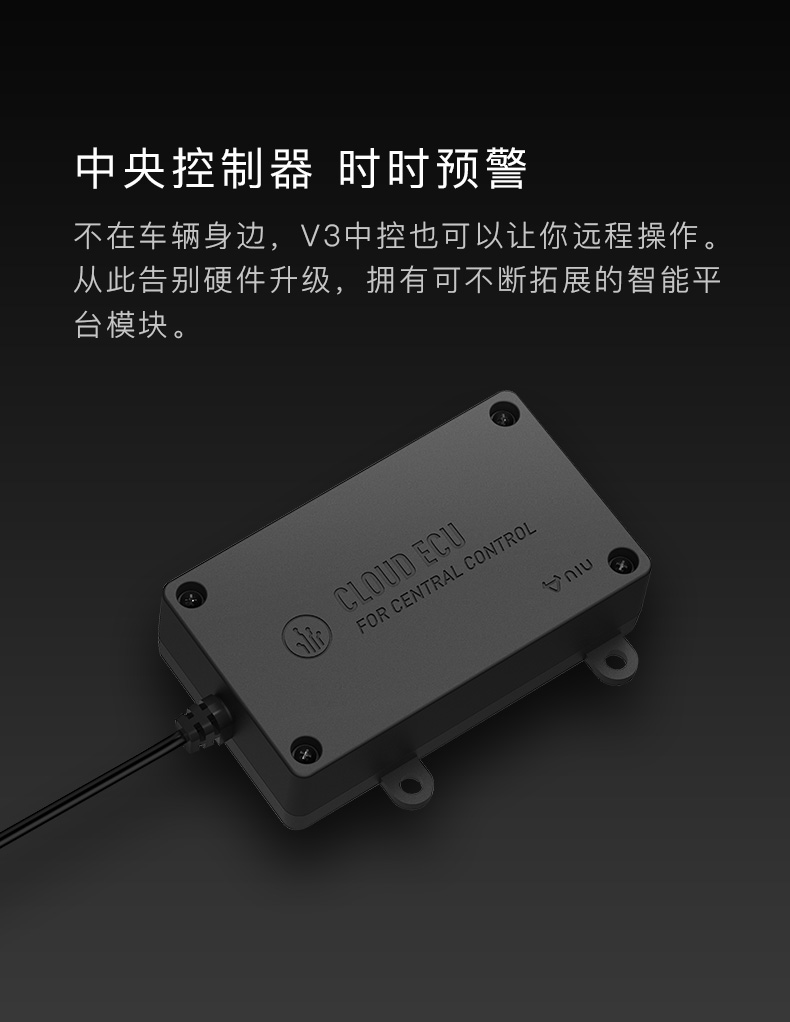 中央控制器 时时预警
不在车辆身边，V3中控也可以让你远程操作。
从此告别硬件升级，拥有可不断拓展的智能平
台模块。
CLOUD ECU
FOR CENTRAL CONTROL
NIU